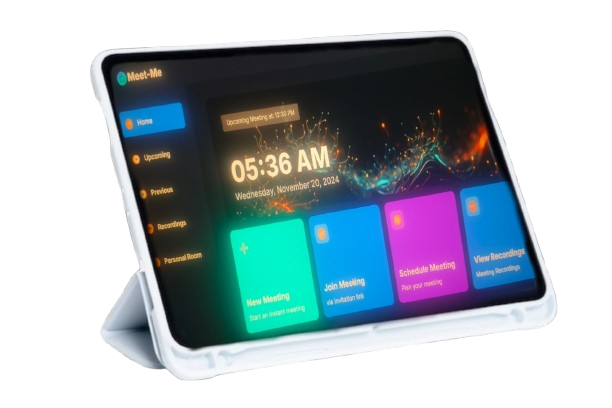 Meet-Me
Home
Upcoming
Previous
Recordings
Personal Room
Upcoming Meeting at: 12:30 PM
05:36 AM
Wednesday, November 20, 2024
New Meeting
Start an instant meeting
Join Meeting
via invitation link
Schedule Meeting
Plan your meeting
View Recordings
Meeting Recordings